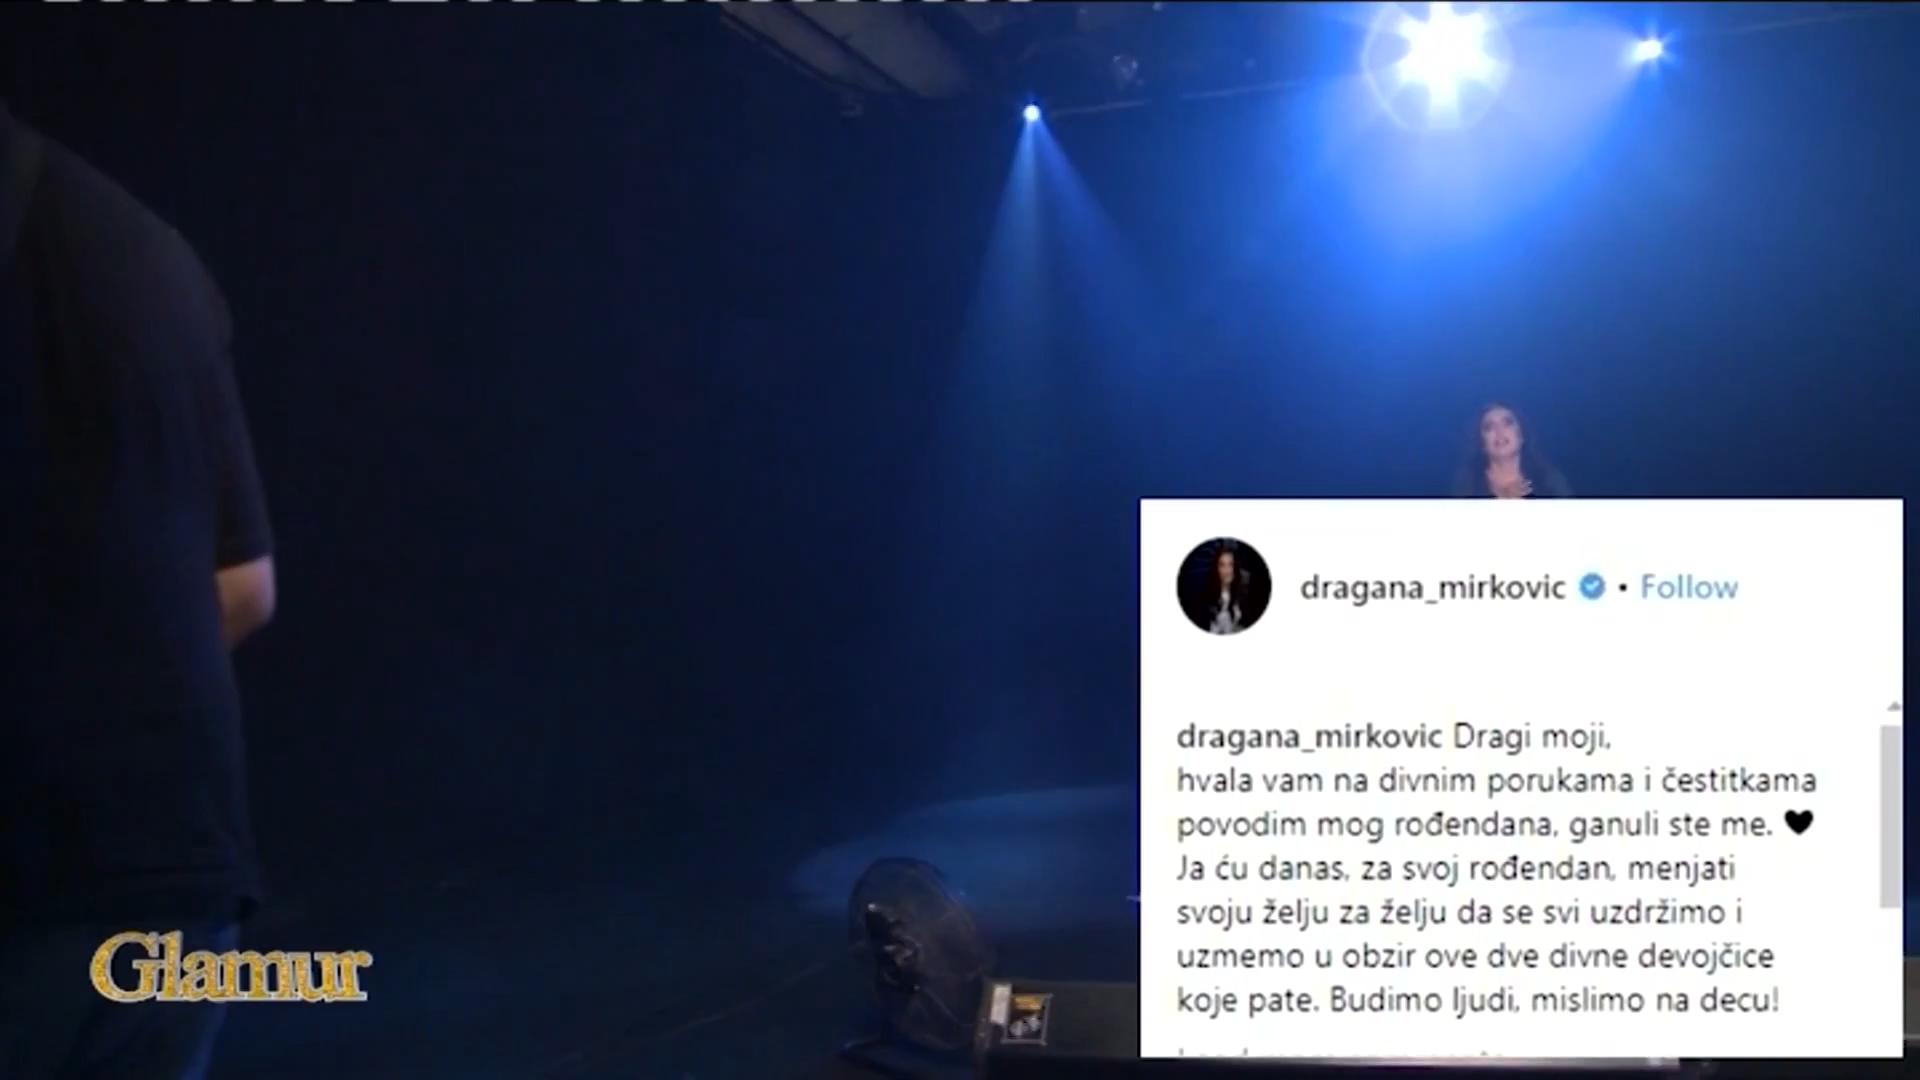 dragana_mirkovic • Follow
dragana_mirkovic Dragi moji,
hvala vam na divnim porukama i čestitkama
povodim mog rođendana, ganuli ste me. 🖤
Ja ću danas, za svoj rođendan, menjati
svoju želju za želju da se svi uzdržimo i
uzmemo u obzir ove dve divne devojčice
koje pate. Budimo ljudi, mislimo na decu!
Glamur